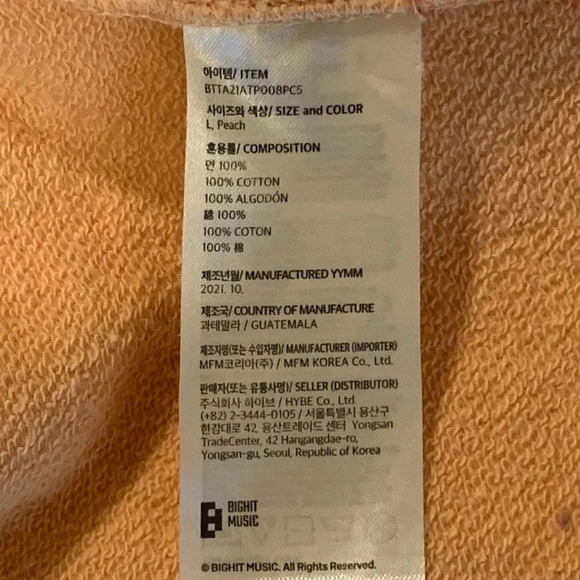 아이템/ ITEM
BTTA21ATP008PC5
사이즈와 색상/ SIZE and COLOR
L, Peach
혼용률/ COMPOSITION
면 100%
100% COTTON
100% ALGODÓN
綿 100%
100% COTON
100% 棉
제조년월/ MANUFACTURED YYMM
2021. 10.
제조국/ COUNTRY OF MANUFACTURE
과테말라 / GUATEMALA
제조자명(또는 수입자명)/ MANUFACTURER (IMPORTER)
MFM코리아(주) / MFM KOREA Co., Ltd.
판매자(또는 유통사명)/ SELLER (DISTRIBUTOR)
주식회사 하이브 / HYBE Co., Ltd.
(+82) 2-3444-0105 / 서울특별시 용산구
한강대로 42, 용산트레이드 센터 Yongsan
TradeCenter, 42 Hangangdae-ro,
Yongsan-gu, Seoul, Republic of Korea
BIGHIT
MUSIC
© BIGHIT MUSIC. All Rights Reserved.